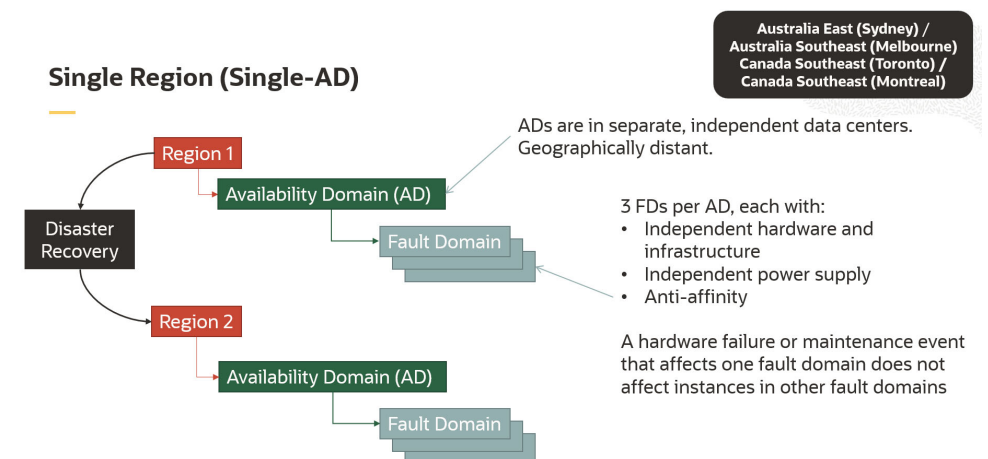 Australia East (Sydney) /
Australia Southeast (Melbourne)
Canada Southeast (Toronto) /
Canada Southeast (Montreal)
Single Region (Single-AD)
ADs are in separate, independent data centers.
Geographically distant.
Region 1
Availability Domain (AD)
3 FDs per AD, each with:
• Independent hardware and
infrastructure
• Independent power supply
• Anti-affinity
Disaster
Recovery
Fault Domain
Region 2
A hardware failure or maintenance event
that affects one fault domain does not
affect instances in other fault domains
Availability Domain (AD)
Fault Domain